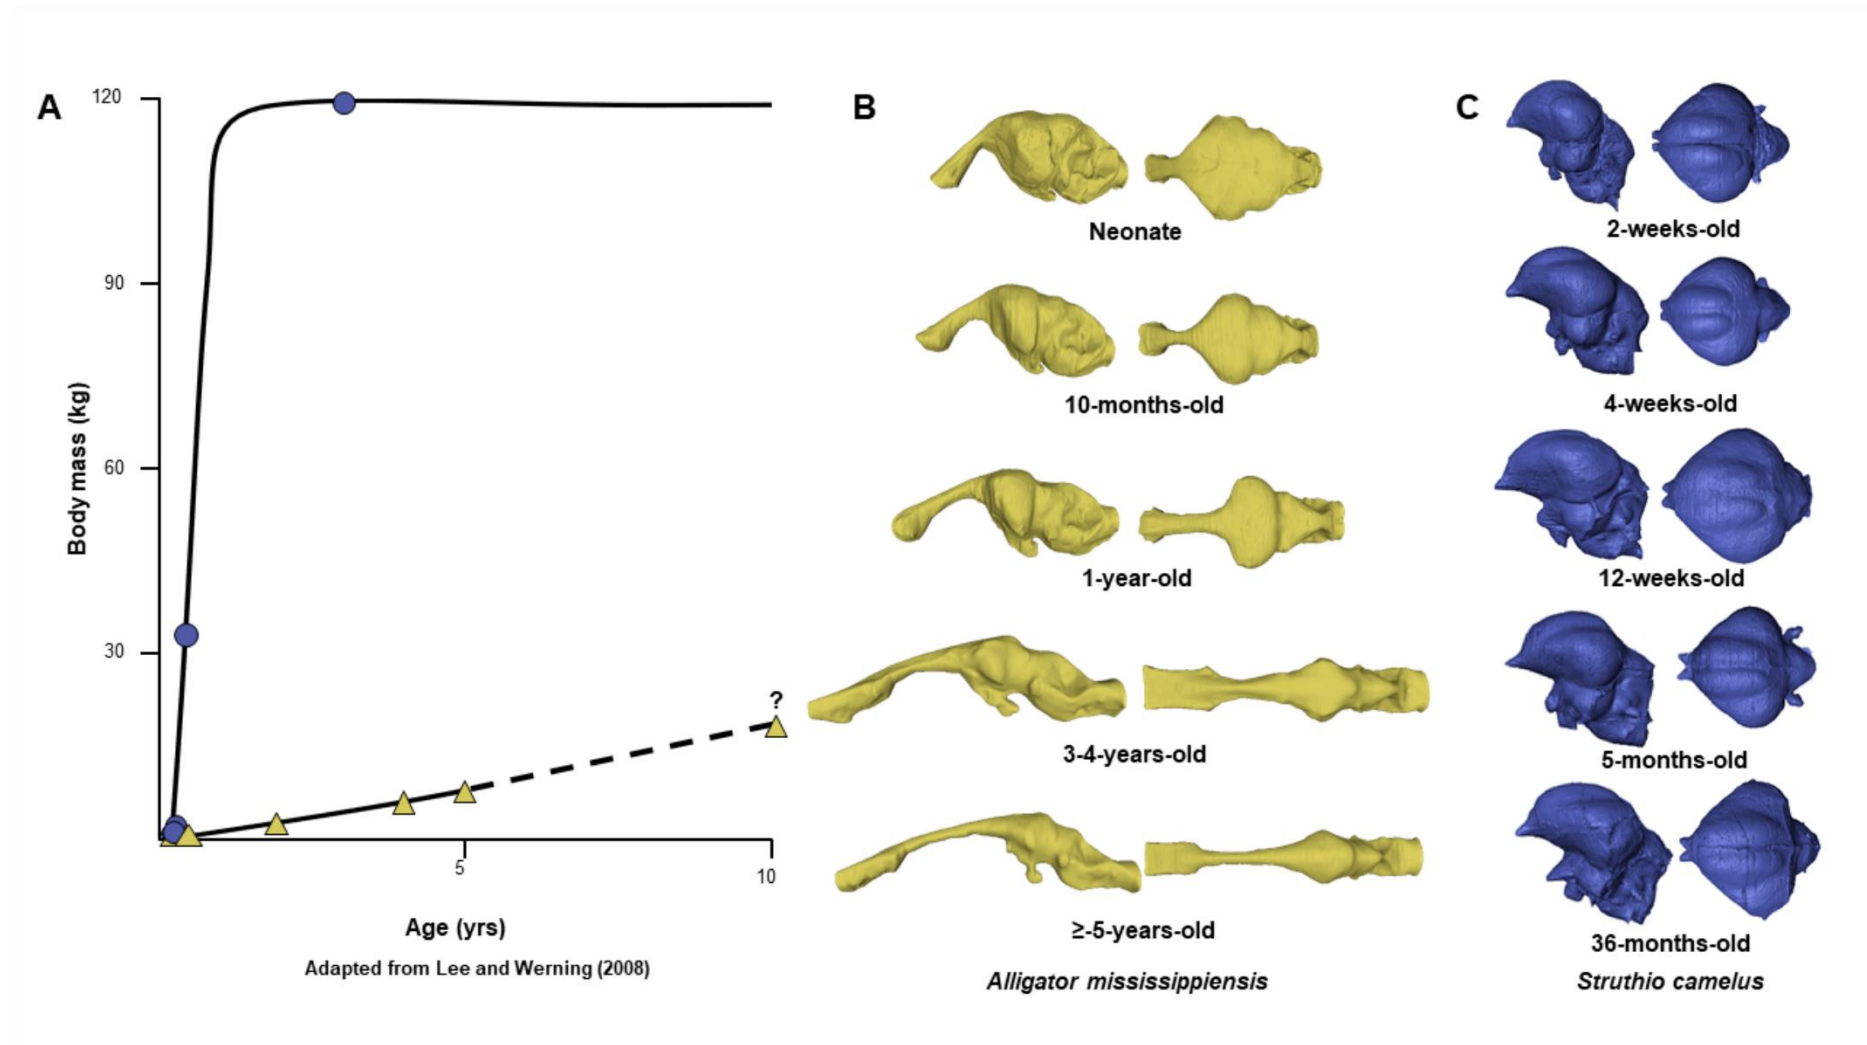 A
120
90
60
30
Body mass (kg)
?
5
10
Age (yrs)
Adapted from Lee and Werning (2008)
B
Neonate
10-months-old
1-year-old
3-4-years-old
≥-5-years-old
Alligator mississippiensis
C
2-weeks-old
4-weeks-old
12-weeks-old
5-months-old
36-months-old
Struthio camelus